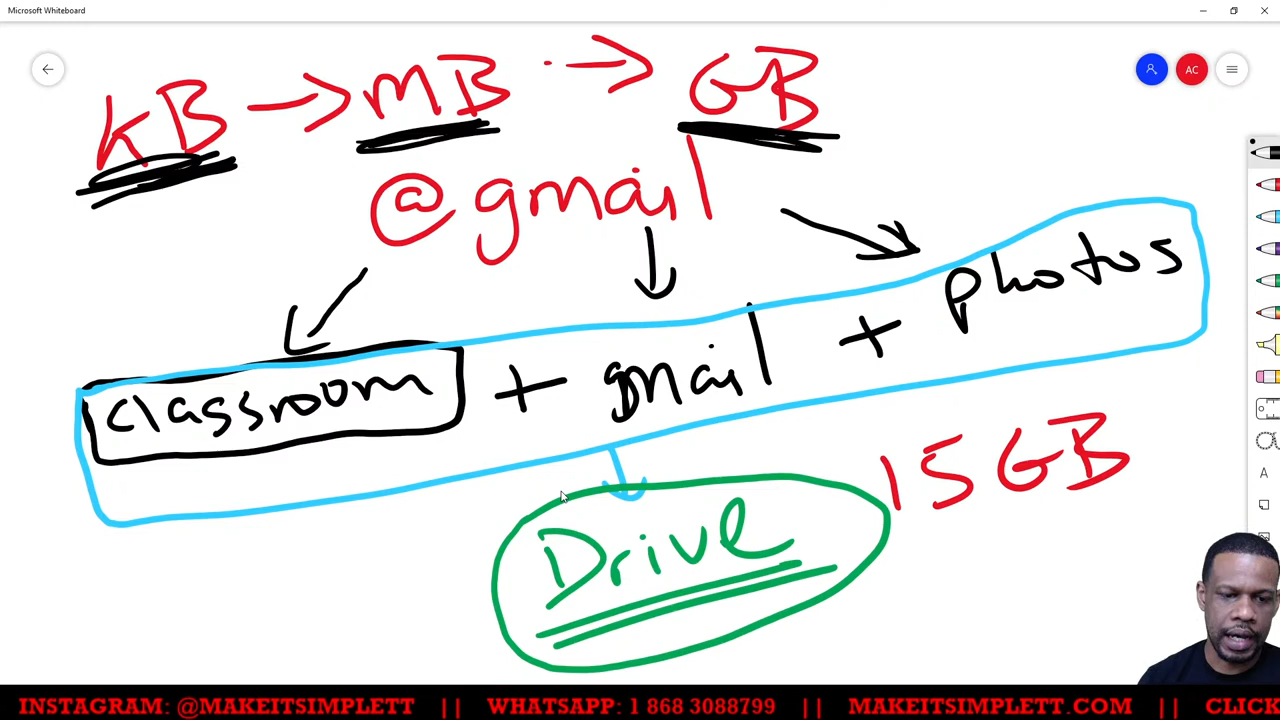 Microsoft Whiteboard
AC
KB → MB → GB
@gmail
classroom + gmail + photos
15 GB
Drive
A
INSTAGRAM: @MAKEITSIMPLETT || WHATSAPP: 1 868 3088799 || MAKEITSIMPLETT.COM || CLICK